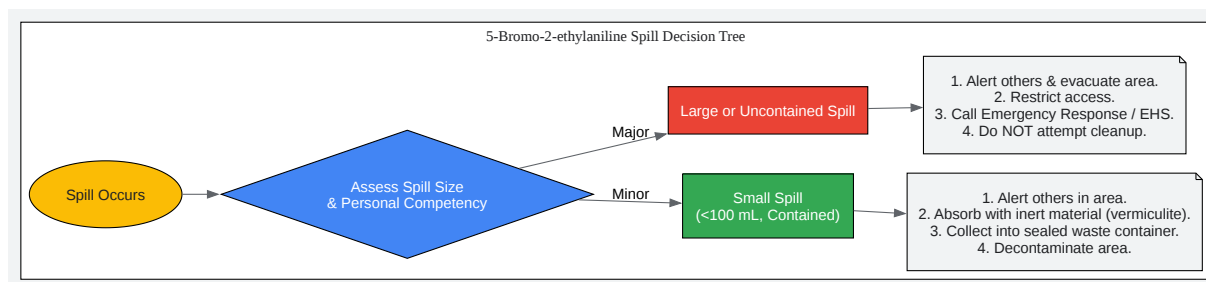 5-Bromo-2-ethylaniline Spill Decision Tree
Spill Occurs
Assess Spill Size
& Personal Competency
Major
Large or Uncontained Spill
1. Alert others & evacuate area.
2. Restrict access.
3. Call Emergency Response / EHS.
4. Do NOT attempt cleanup.
Minor
Small Spill
(<100 mL, Contained)
1. Alert others in area.
2. Absorb with inert material (vermiculite).
3. Collect into sealed waste container.
4. Decontaminate area.